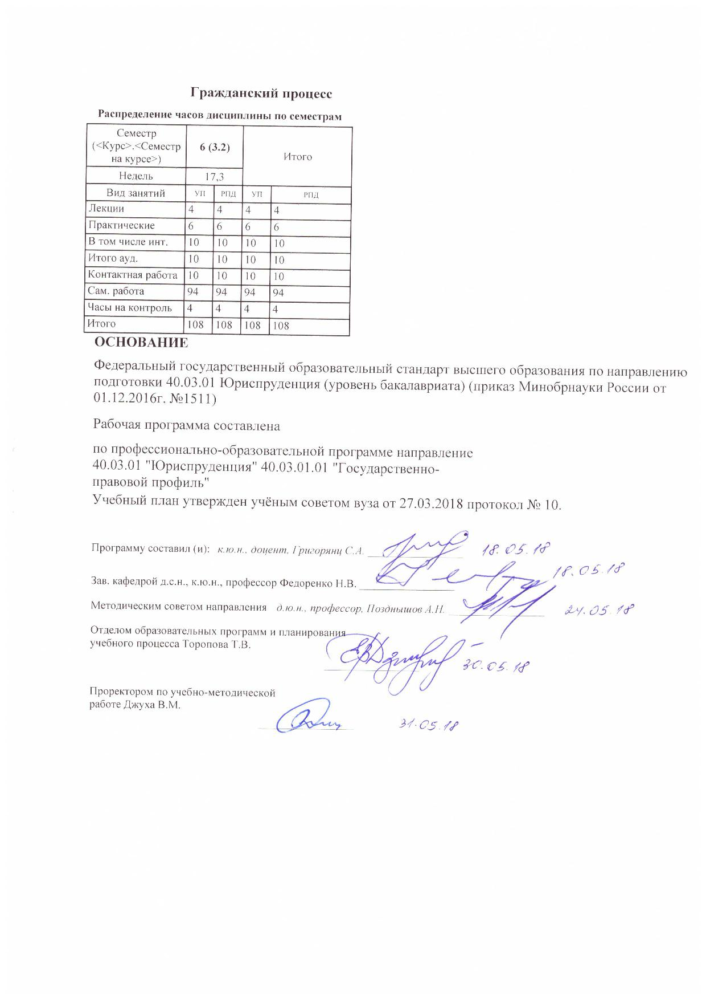 Гражданский процесс
Распределение часов дисциплины по семестрам
Семестр
(<Курс>.<Семестр
на курсе>)
6 (3.2)
Итого
Недель 17,3
Вид занятий УП РПД УП РПД
Лекции 4 4 4 4
Практические 6 6 6 6
В том числе инт. 10 10 10 10
Итого ауд. 10 10 10 10
Контактная работа 10 10 10 10
Сам. работа 94 94 94 94
Часы на контроль 4 4 4 4
Итого 108 108 108 108
ОСНОВАНИЕ
Федеральный государственный образовательный стандарт высшего образования по направлению
подготовки 40.03.01 Юриспруденция (уровень бакалавриата) (приказ Минобрнауки России от
01.12.2016г. №1511)
Рабочая программа составлена
по профессионально-образовательной программе направление
40.03.01 "Юриспруденция" 40.03.01.01 "Государственно-
правовой профиль"
Учебный план утвержден учёным советом вуза от 27.03.2018 протокол № 10.
Программу составил (и): к.ю.н., доцент, Григорянц С.А. 18.05.18
Зав. кафедрой д.с.н., к.ю.н., профессор Федоренко Н.В. 18.05.18
Методическим советом направления д.ю.н., профессор, Позднышов А.Н. 24.05.18
Отделом образовательных программ и планирования
учебного процесса Торопова Т.В.
30.05.18
Проректором по учебно-методической
работе Джуха В.М.
31.05.18